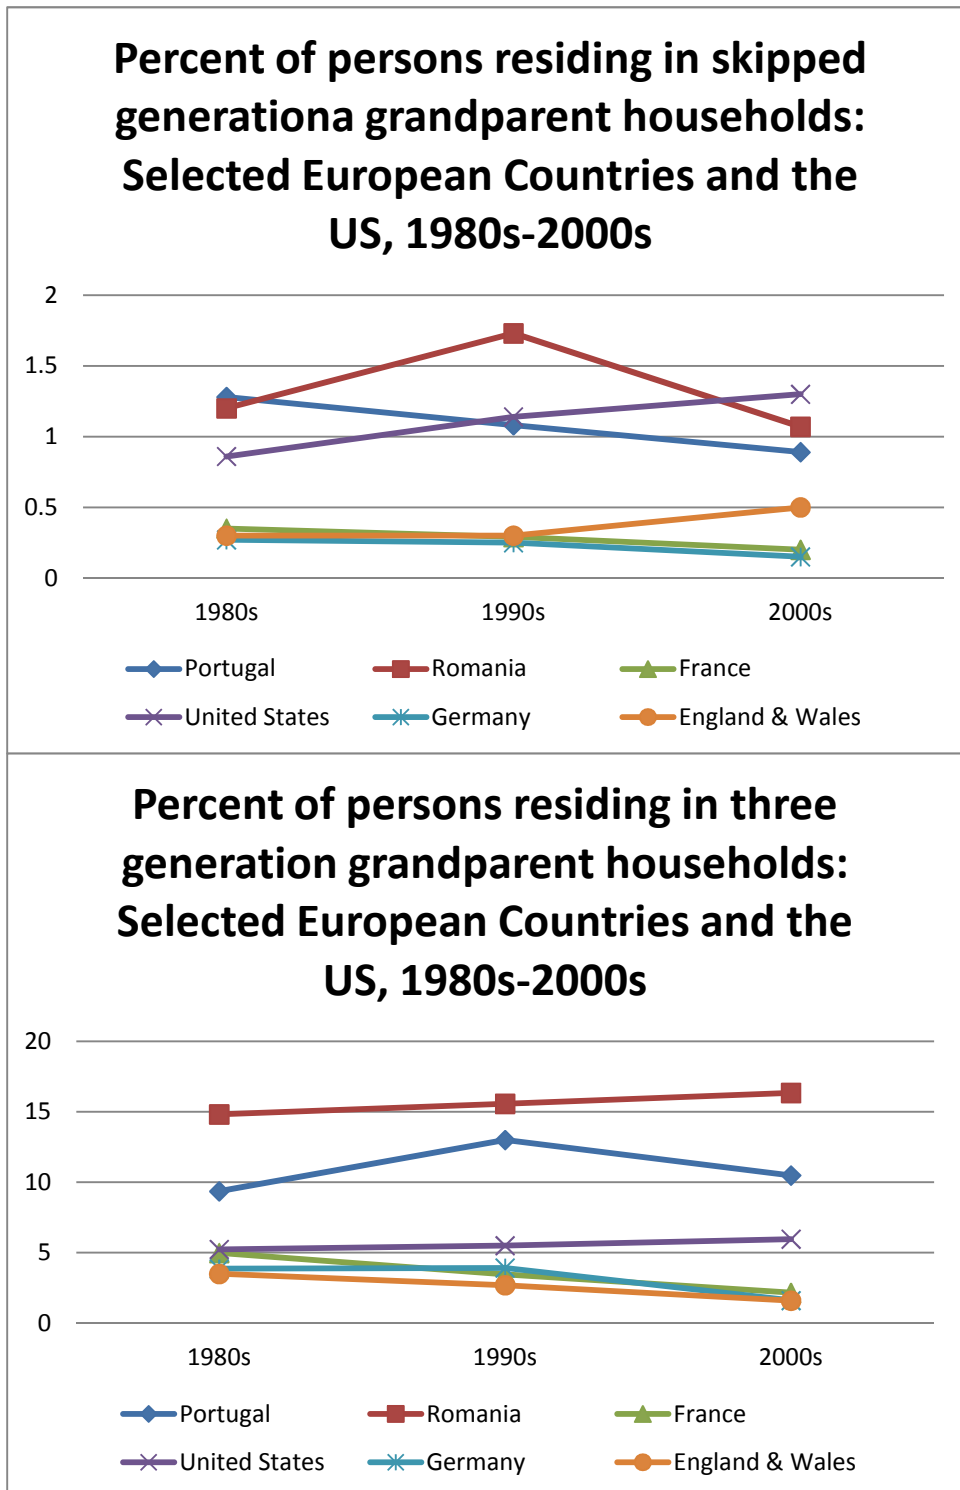 Percent of persons residing in skipped
generationa grandparent households:
Selected European Countries and the
US, 1980s-2000s
2
1.5
1
0.5
0
1980s 1990s 2000s
Portugal Romania France
United States Germany England & Wales
Percent of persons residing in three
generation grandparent households:
Selected European Countries and the
US, 1980s-2000s
20
15
10
5
0
1980s 1990s 2000s
Portugal Romania France
United States Germany England & Wales